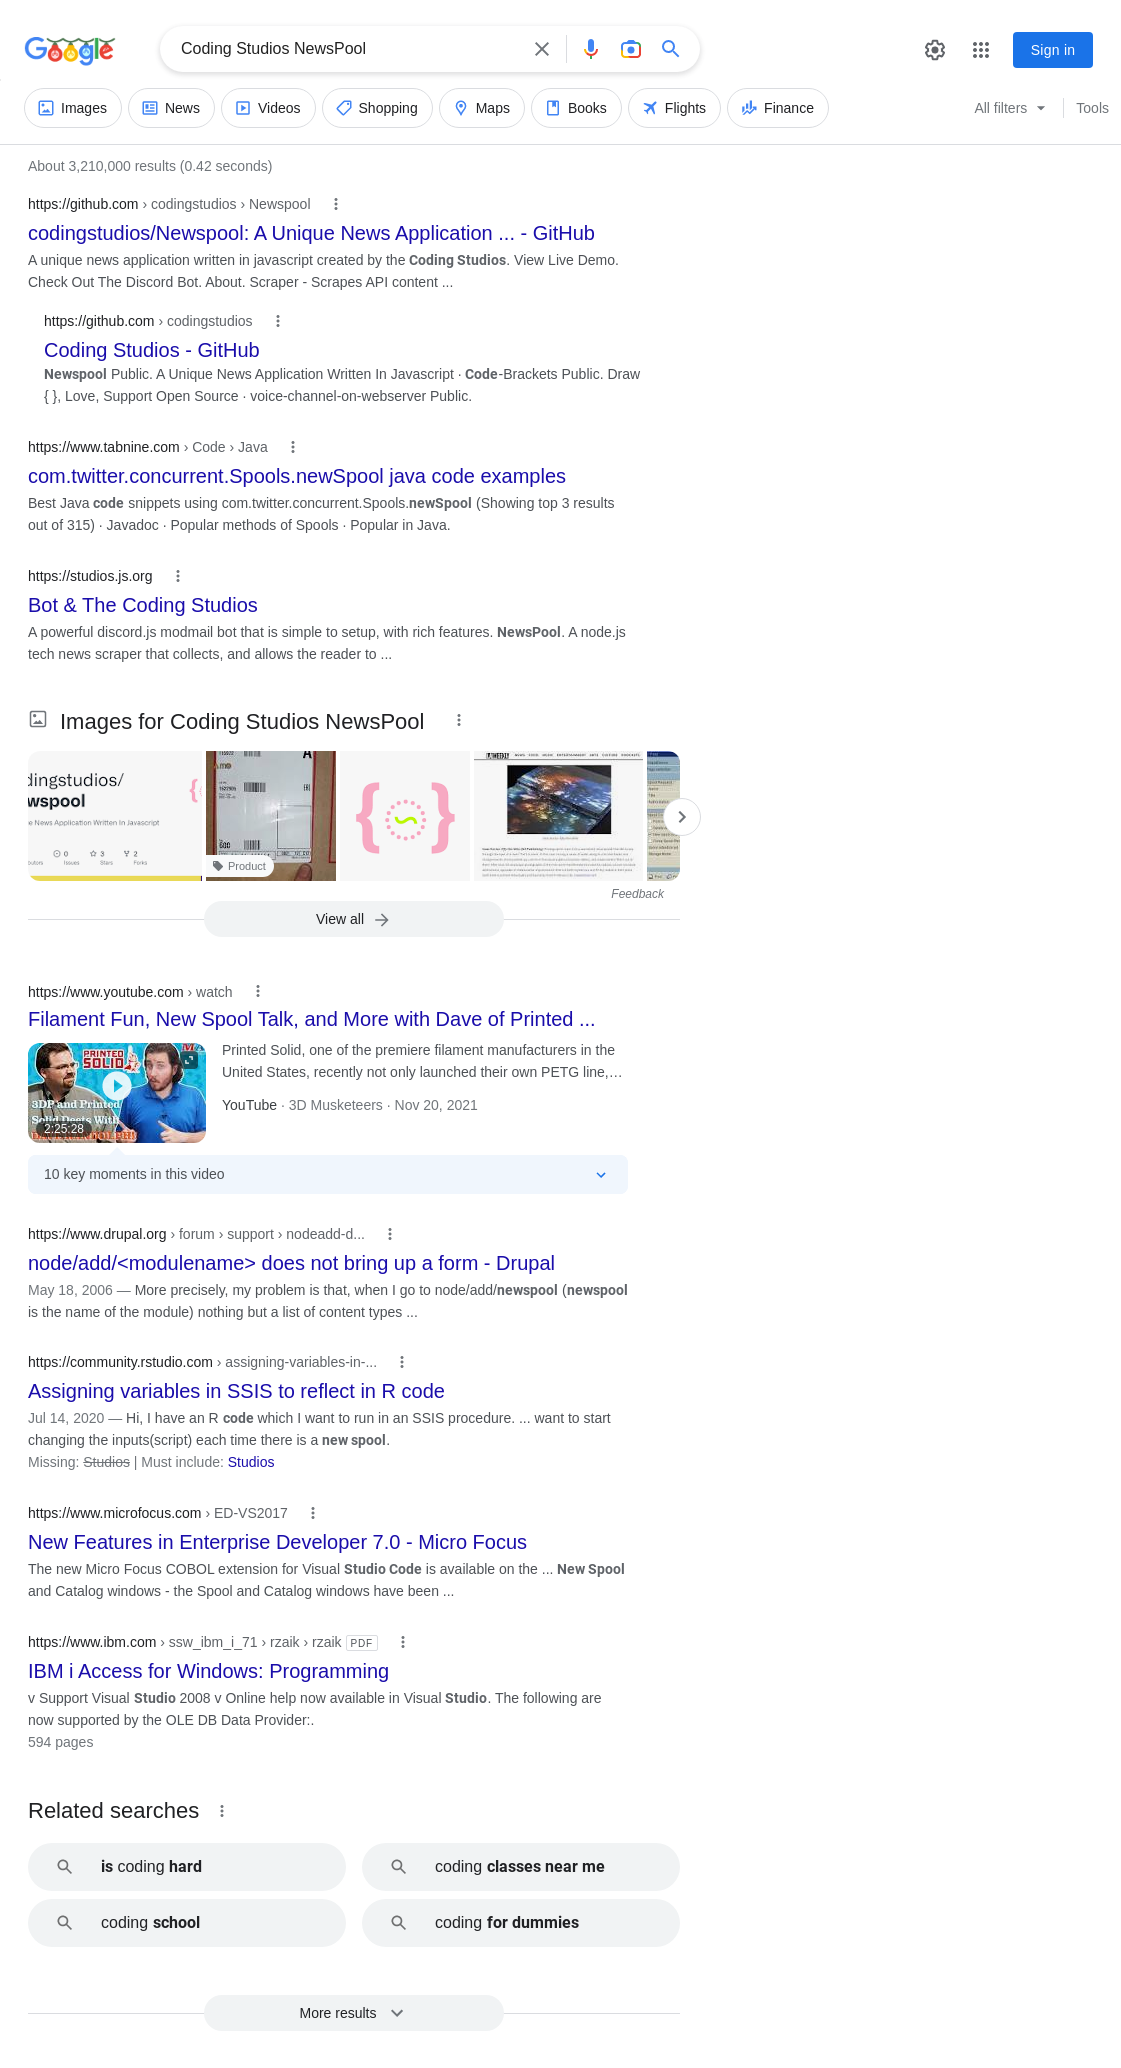 Google
Coding Studios NewsPool
Sign in
Images
News
Videos
Shopping
Maps
Books
Flights
Finance
All filters
Tools
About 3,210,000 results (0.42 seconds)
https://github.com › codingstudios › Newspool
codingstudios/Newspool: A Unique News Application ... - GitHub
A unique news application written in javascript created by the Coding Studios. View Live Demo.
Check Out The Discord Bot. About. Scraper - Scrapes API content ...
https://github.com › codingstudios
Coding Studios - GitHub
Newspool Public. A Unique News Application Written In Javascript · Code-Brackets Public. Draw
{ }, Love, Support Open Source · voice-channel-on-webserver Public.
https://www.tabnine.com › Code › Java
com.twitter.concurrent.Spools.newSpool java code examples
Best Java code snippets using com.twitter.concurrent.Spools.newSpool (Showing top 3 results
out of 315) · Javadoc · Popular methods of Spools · Popular in Java.
https://studios.js.org
Bot & The Coding Studios
A powerful discord.js modmail bot that is simple to setup, with rich features. NewsPool. A node.js
tech news scraper that collects, and allows the reader to ...
Images for Coding Studios NewsPool
dingstudios/
wspool
e News Application Written In Javascript
0
3
2
Issues
Stars
Forks
Product
Feedback
View all
https://www.youtube.com › watch
Filament Fun, New Spool Talk, and More with Dave of Printed ...
PRINTED
SOLID
3DP and Printed
Solid Deets With
2:25:28
Printed Solid, one of the premiere filament manufacturers in the
United States, recently not only launched their own PETG line,…
YouTube · 3D Musketeers · Nov 20, 2021
10 key moments in this video
https://www.drupal.org › forum › support › nodeadd-d...
node/add/<modulename> does not bring up a form - Drupal
May 18, 2006 — More precisely, my problem is that, when I go to node/add/newspool (newspool
is the name of the module) nothing but a list of content types ...
https://community.rstudio.com › assigning-variables-in-...
Assigning variables in SSIS to reflect in R code
Jul 14, 2020 — Hi, I have an R code which I want to run in an SSIS procedure. ... want to start
changing the inputs(script) each time there is a new spool.
Missing: Studios | Must include: Studios
https://www.microfocus.com › ED-VS2017
New Features in Enterprise Developer 7.0 - Micro Focus
The new Micro Focus COBOL extension for Visual Studio Code is available on the ... New Spool
and Catalog windows - the Spool and Catalog windows have been ...
https://www.ibm.com › ssw_ibm_i_71 › rzaik › rzaik PDF
IBM i Access for Windows: Programming
v Support Visual Studio 2008 v Online help now available in Visual Studio. The following are
now supported by the OLE DB Data Provider:.
594 pages
Related searches
is coding hard
coding classes near me
coding school
coding for dummies
More results